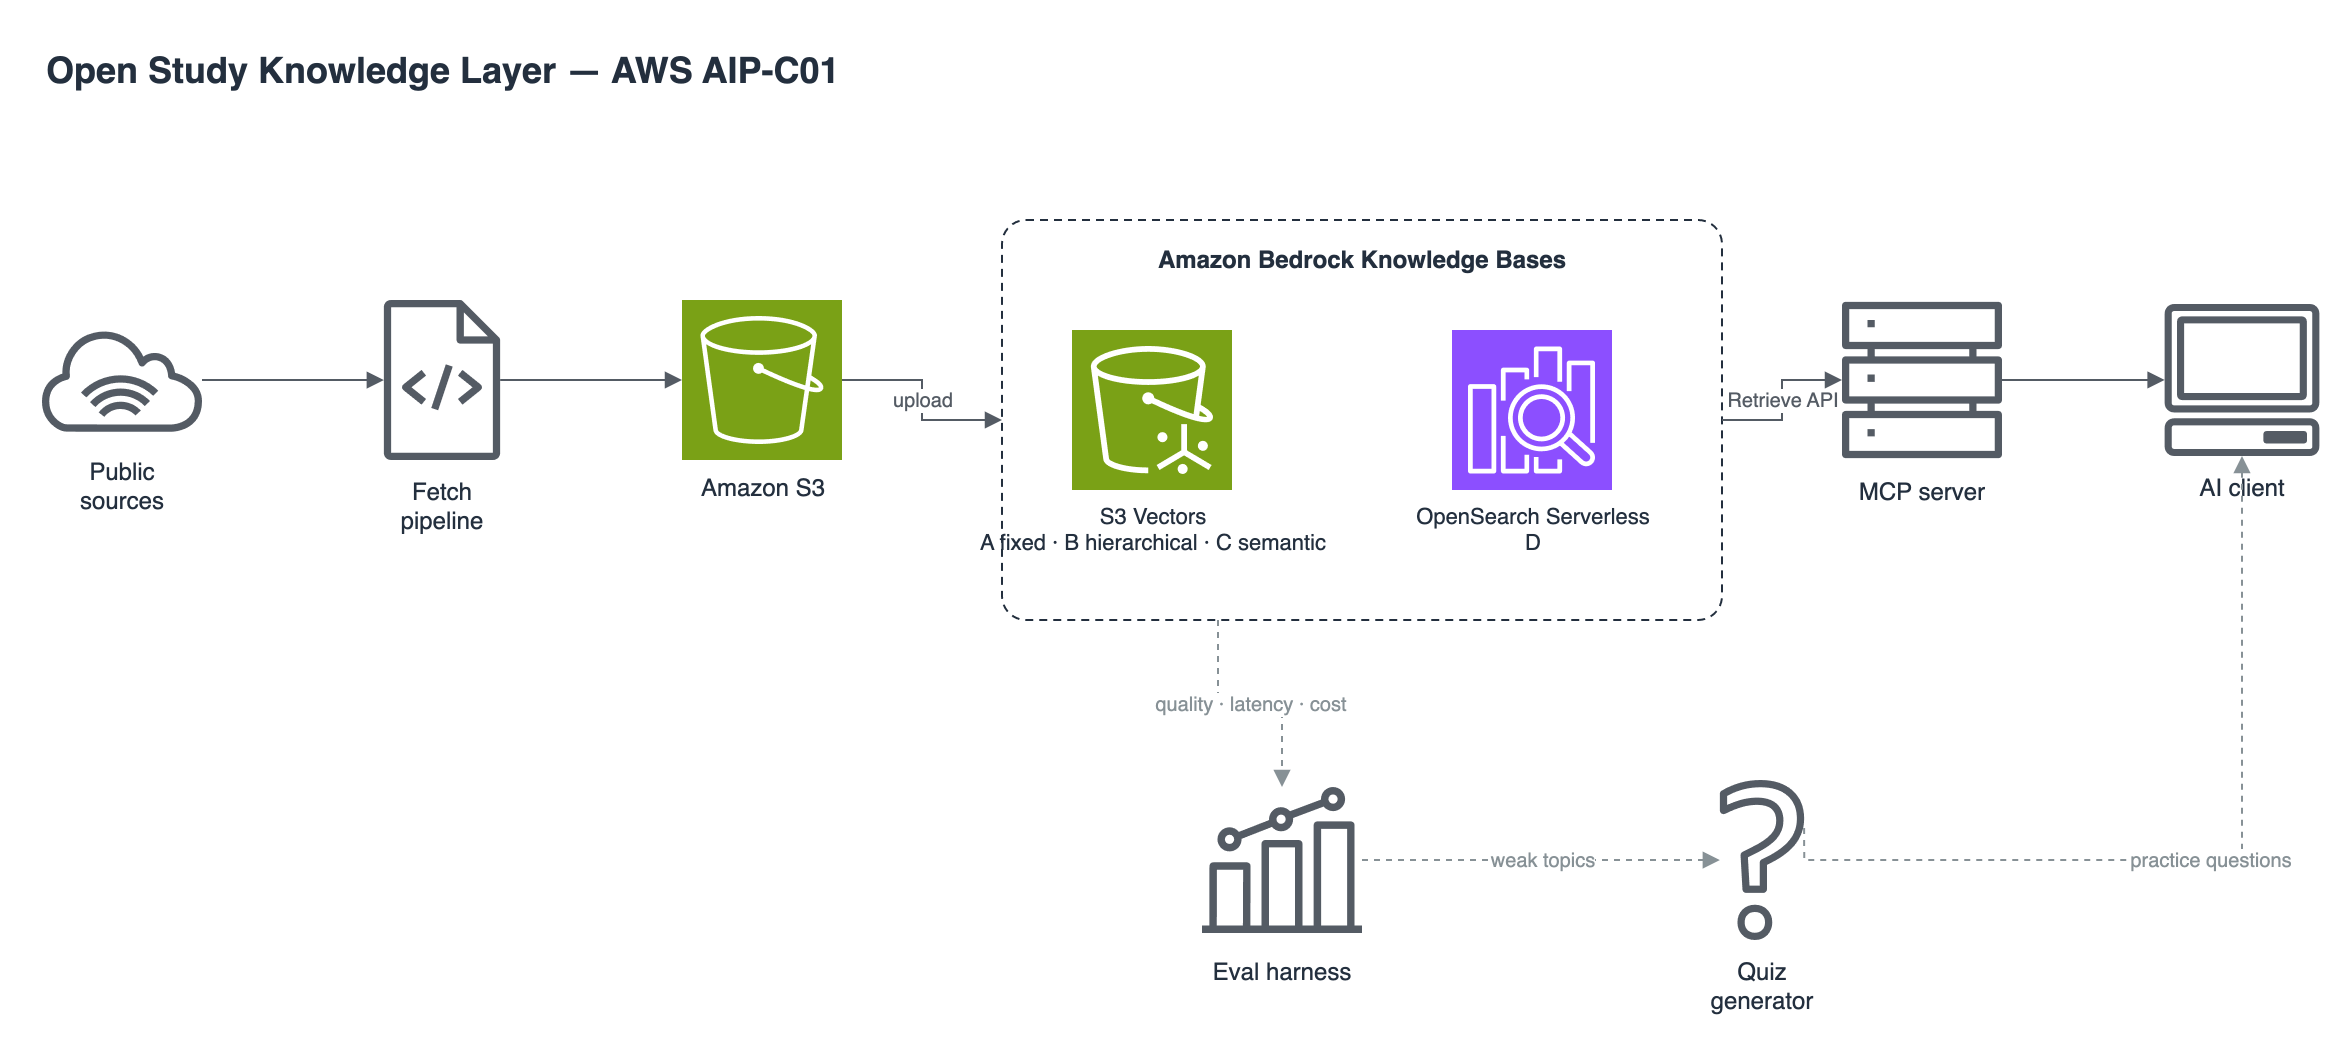 Open Study Knowledge Layer — AWS AIP-C01
Amazon Bedrock Knowledge Bases
Public
sources
Fetch
pipeline
Amazon S3
upload
S3 Vectors
A fixed · B hierarchical · C semantic
OpenSearch Serverless
D
Retrieve API
MCP server
AI client
quality · latency · cost
Eval harness
weak topics
Quiz
generator
practice questions